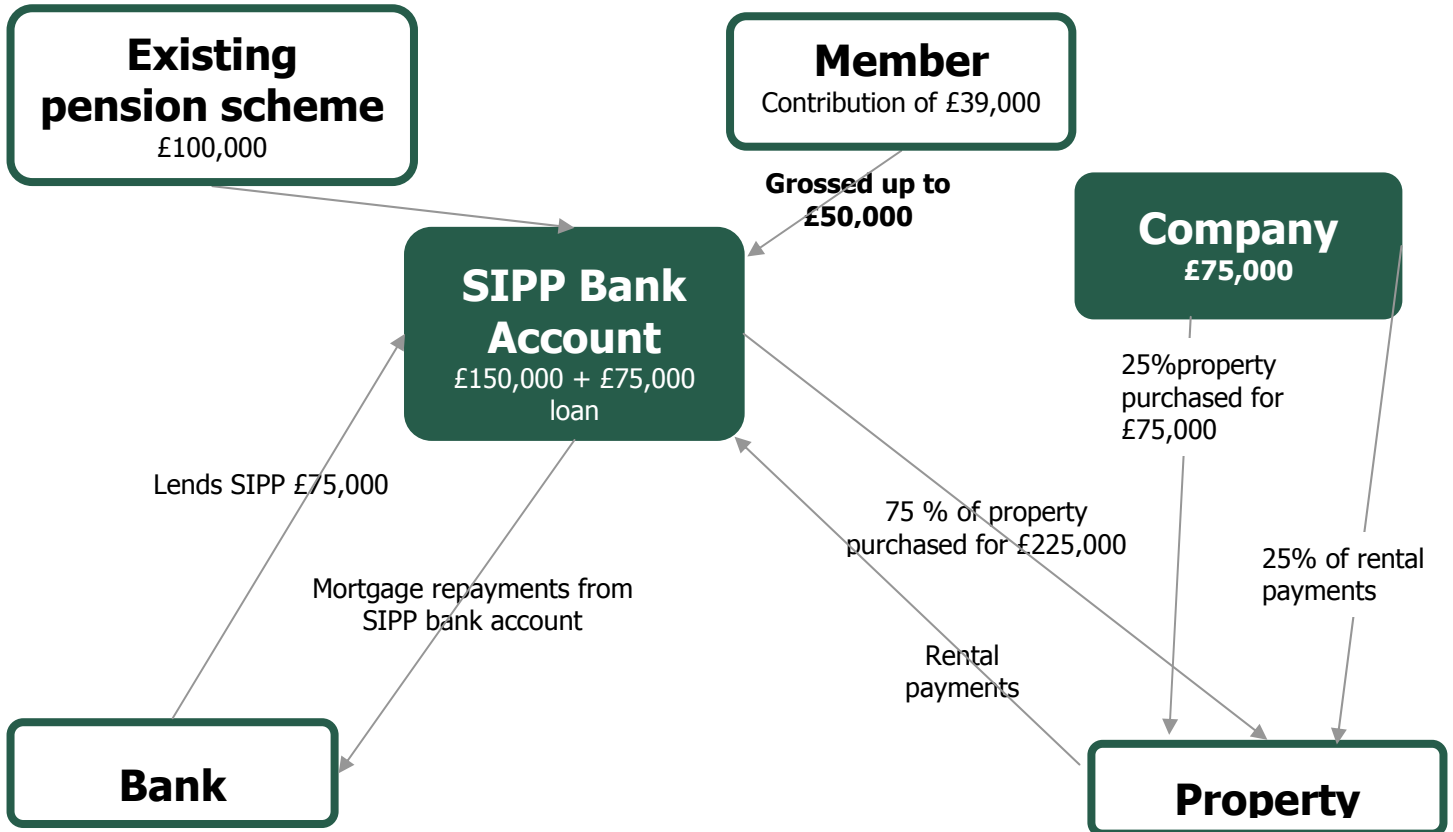 Existing
pension scheme
£100,000
Member
Contribution of £39,000
Grossed up to
£50,000
Company
£75,000
SIPP Bank
Account
£150,000 + £75,000
loan
25%property
purchased for
£75,000
Lends SIPP £75,000
75 % of property
purchased for £225,000
25% of rental
payments
Mortgage repayments from
SIPP bank account
Rental
payments
Bank
Property